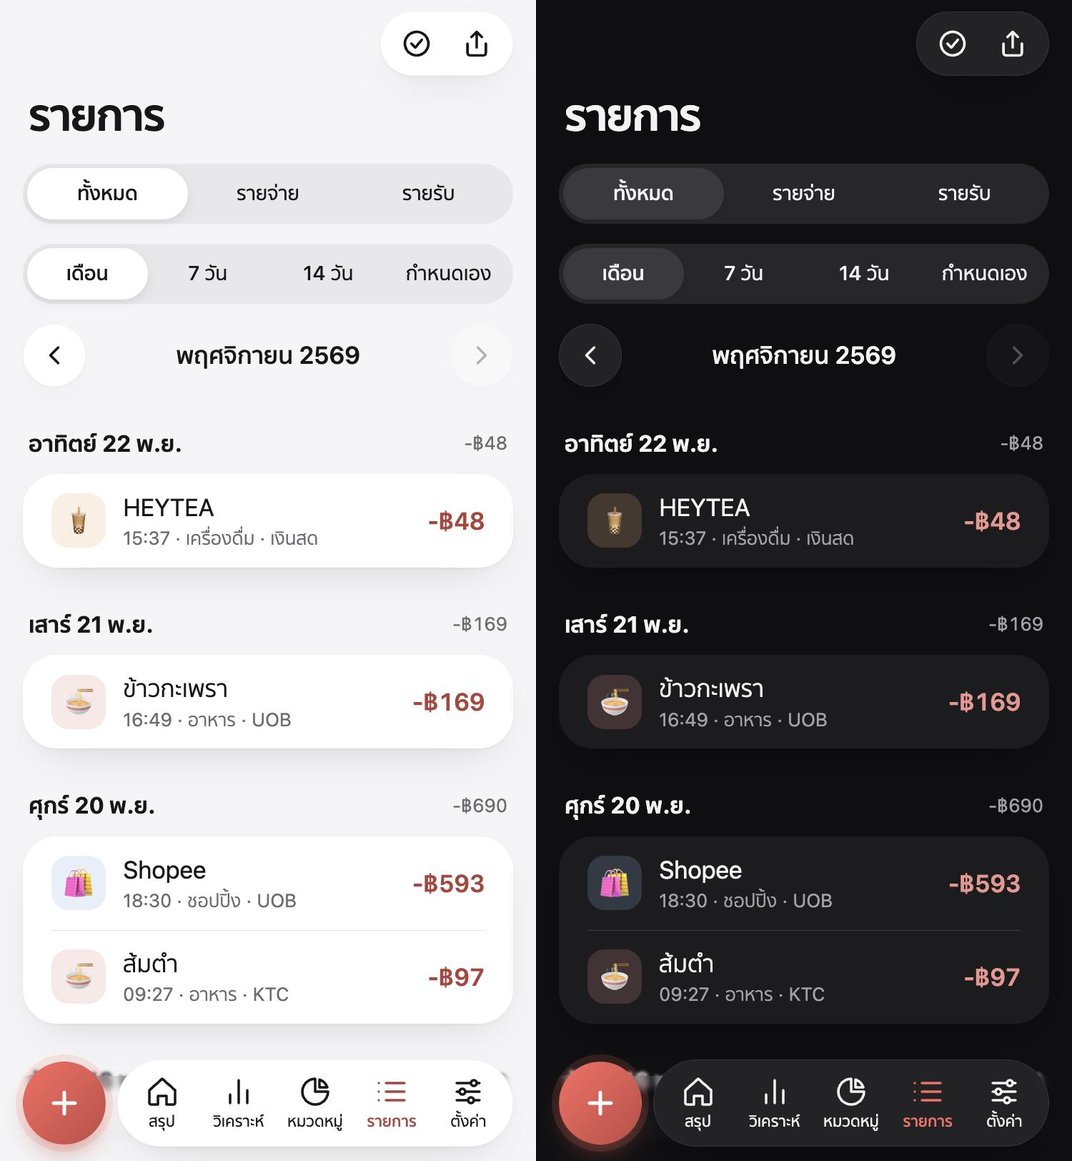 รายการ
ทั้งหมด รายจ่าย รายรับ
เดือน 7 วัน 14 วัน กำหนดเอง
พฤศจิกายน 2569
อาทิตย์ 22 พ.ย. -฿48
HEYTEA
15:37 · เครื่องดื่ม · เงินสด
-฿48
เสาร์ 21 พ.ย. -฿169
ข้าวกะเพรา
16:49 · อาหาร · UOB
-฿169
ศุกร์ 20 พ.ย. -฿690
Shopee
18:30 · ชอปปิ้ง · UOB
-฿593
ส้มตำ
09:27 · อาหาร · KTC
-฿97
สรุป วิเคราะห์ หมวดหมู่ รายการ ตั้งค่า
รายการ
ทั้งหมด รายจ่าย รายรับ
เดือน 7 วัน 14 วัน กำหนดเอง
พฤศจิกายน 2569
อาทิตย์ 22 พ.ย. -฿48
HEYTEA
15:37 · เครื่องดื่ม · เงินสด
-฿48
เสาร์ 21 พ.ย. -฿169
ข้าวกะเพรา
16:49 · อาหาร · UOB
-฿169
ศุกร์ 20 พ.ย. -฿690
Shopee
18:30 · ชอปปิ้ง · UOB
-฿593
ส้มตำ
09:27 · อาหาร · KTC
-฿97
สรุป วิเคราะห์ หมวดหมู่ รายการ ตั้งค่า